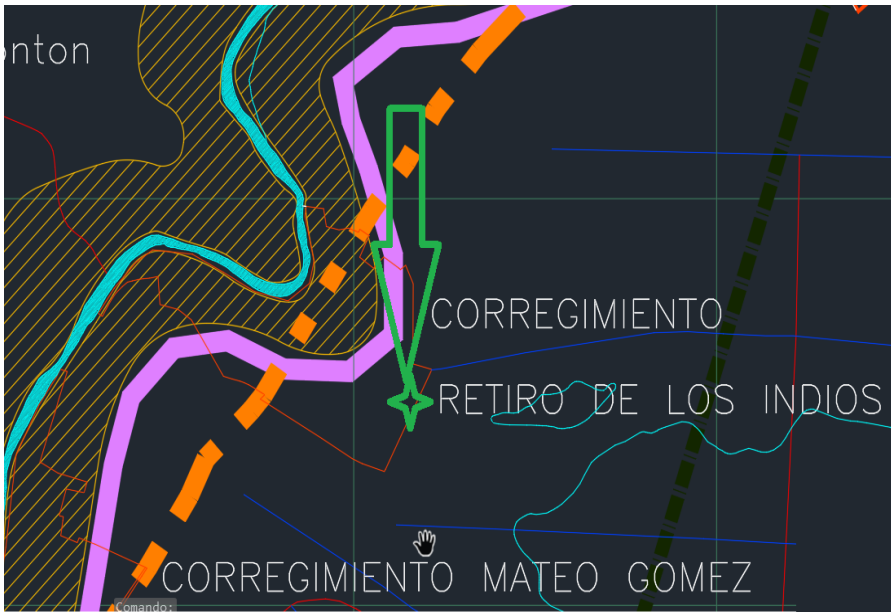 onton
CORREGIMIENTO
RETIRO DE LOS INDIOS
CORREGIMIENTO MATEO GOMEZ
Comando: